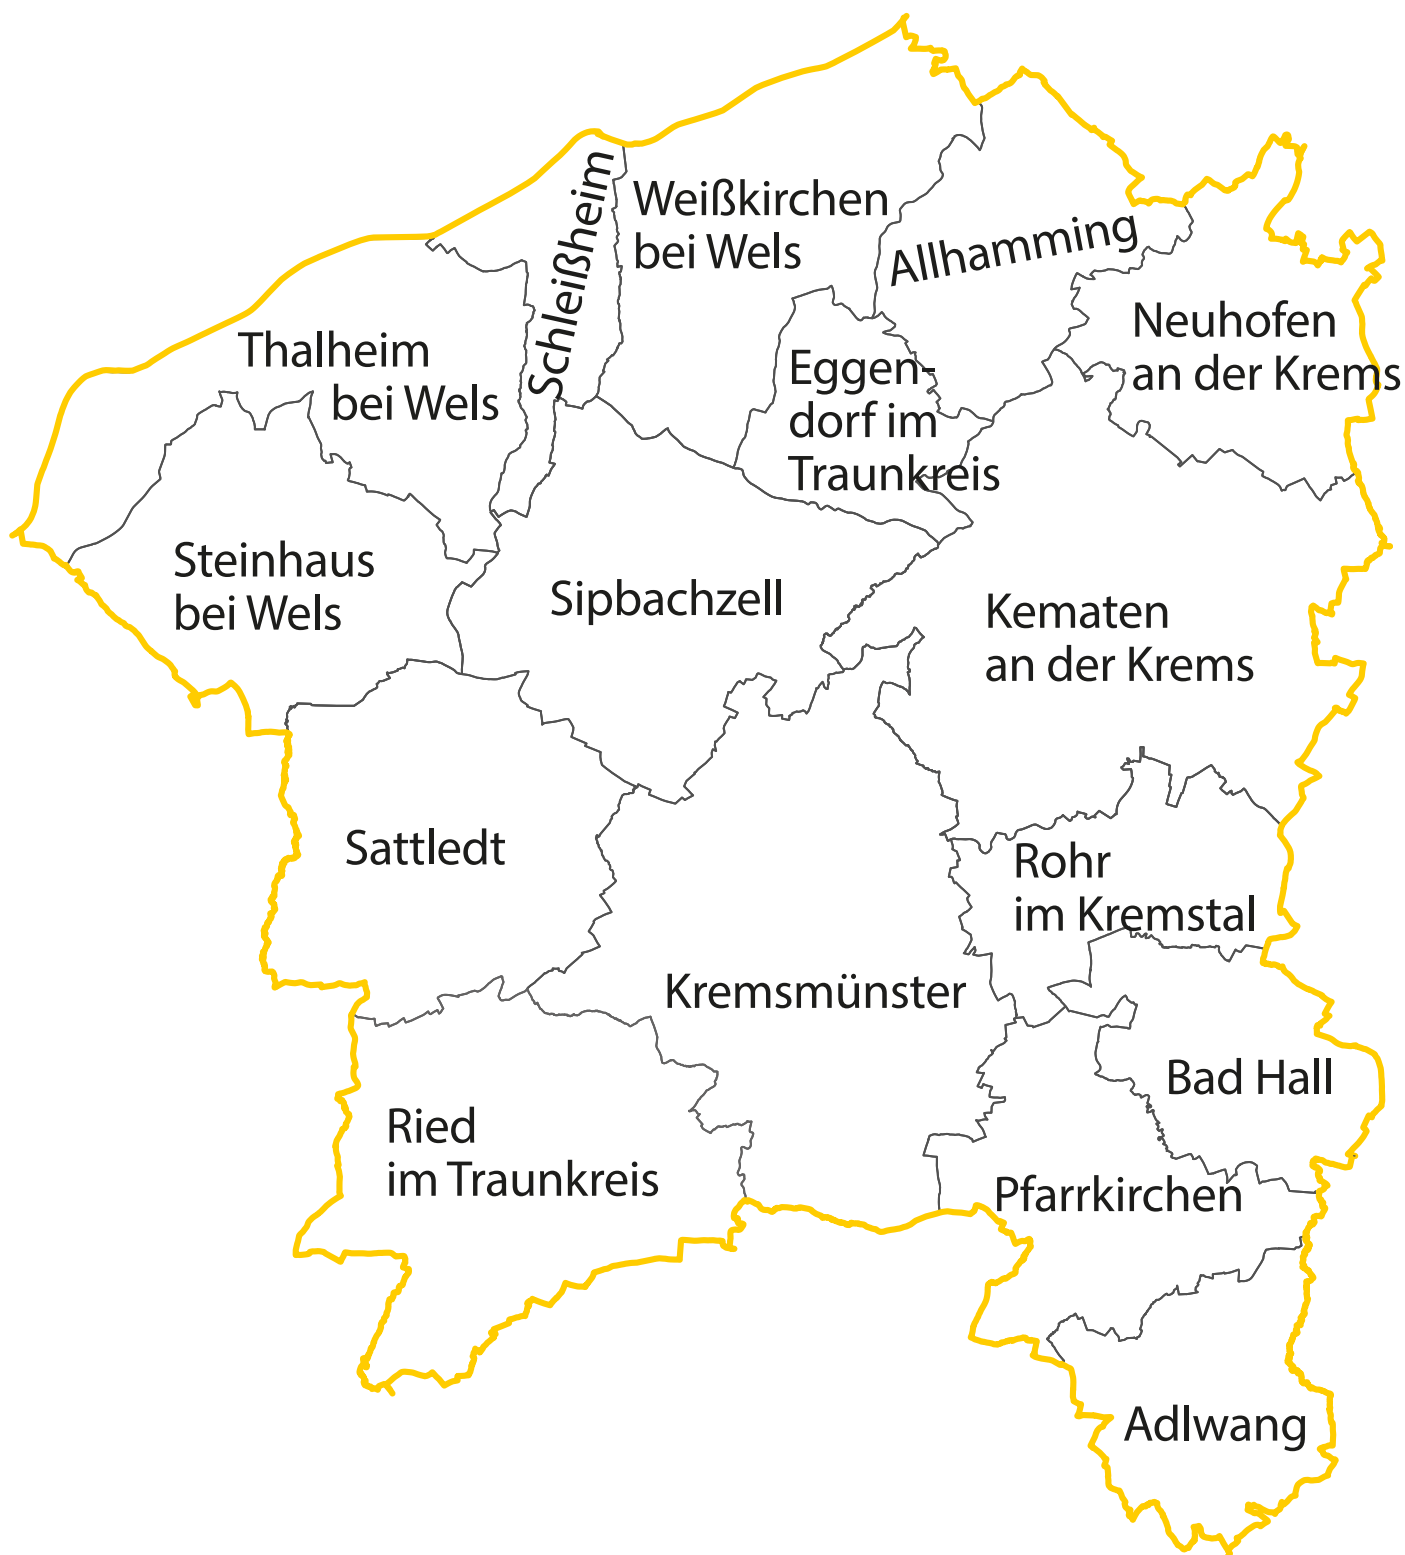 Schleißheim
Weißkirchen
bei Wels
Allhamming
Neuhofen
an der Krems
Thalheim
bei Wels
Eggen-
dorf im
Traunkreis
Steinhaus
bei Wels
Sipbachzell
Kematen
an der Krems
Sattledt
Rohr
im Kremstal
Kremsmünster
Bad Hall
Ried
im Traunkreis
Pfarrkirchen
Adlwang